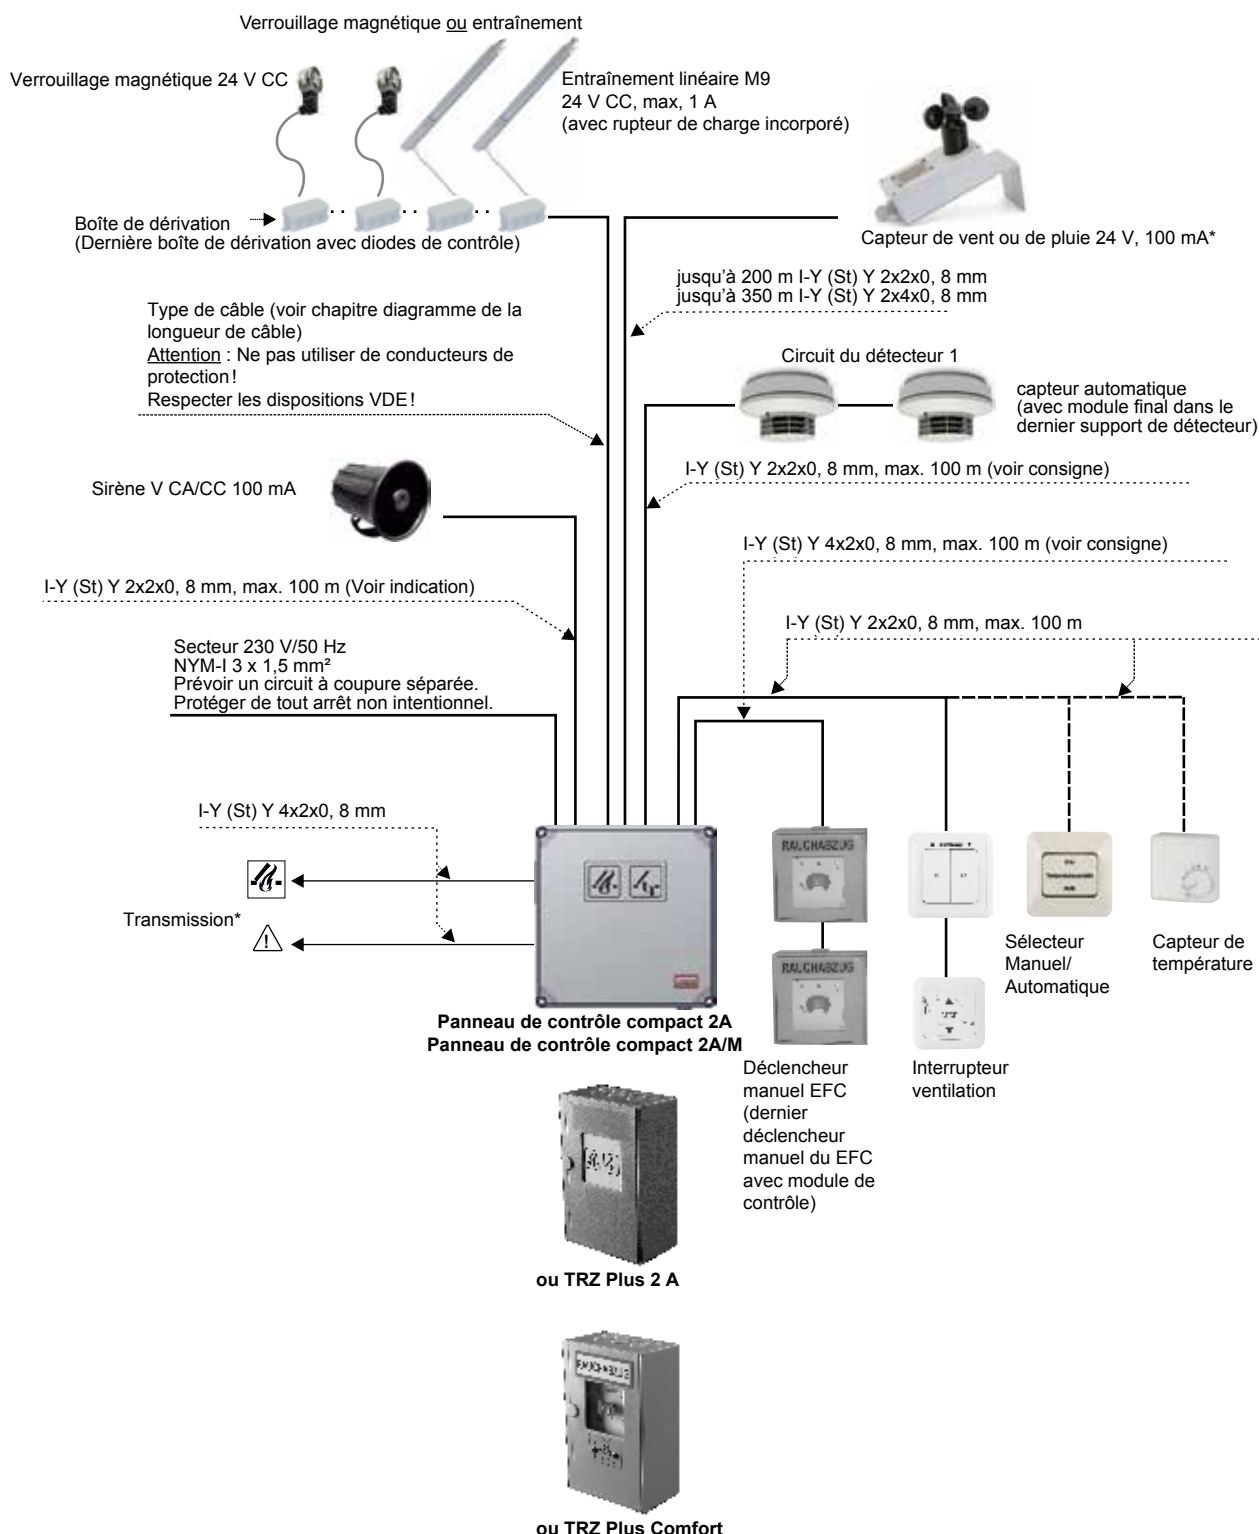 Verrouillage magnétique ou entraînement
Verrouillage magnétique 24 V CC
Entraînement linéaire M9
24 V CC, max, 1 A
(avec rupteur de charge incorporé)
Boîte de dérivation
(Dernière boîte de dérivation avec diodes de contrôle)
Capteur de vent ou de pluie 24 V, 100 mA*
jusqu'à 200 m I-Y (St) Y 2x2x0, 8 mm
jusqu'à 350 m I-Y (St) Y 2x4x0, 8 mm
Type de câble (voir chapitre diagramme de la
longueur de câble)
Attention : Ne pas utiliser de conducteurs de
protection!
Respecter les dispositions VDE!
Circuit du détecteur 1
capteur automatique
(avec module final dans le
dernier support de détecteur)
I-Y (St) Y 2x2x0, 8 mm, max. 100 m (voir consigne)
Sirène V CA/CC 100 mA
I-Y (St) Y 4x2x0, 8 mm, max. 100 m (voir consigne)
I-Y (St) Y 2x2x0, 8 mm, max. 100 m (Voir indication)
I-Y (St) Y 2x2x0, 8 mm, max. 100 m
Secteur 230 V/50 Hz
NYM-I 3 x 1,5 mm²
Prévoir un circuit à coupure séparée.
Protéger de tout arrêt non intentionnel.
I-Y (St) Y 4x2x0, 8 mm
Transmission*
RAUCHABZUG
RAUCHABZUG
Sélecteur
Manuel/
Automatique
Capteur de
température
Panneau de contrôle compact 2A
Panneau de contrôle compact 2A/M
Déclencheur
manuel EFC
(dernier
déclencheur
manuel du EFC
avec module de
contrôle)
Interrupteur
ventilation
ou TRZ Plus 2 A
RAUCHABZUG
ou TRZ Plus Comfort